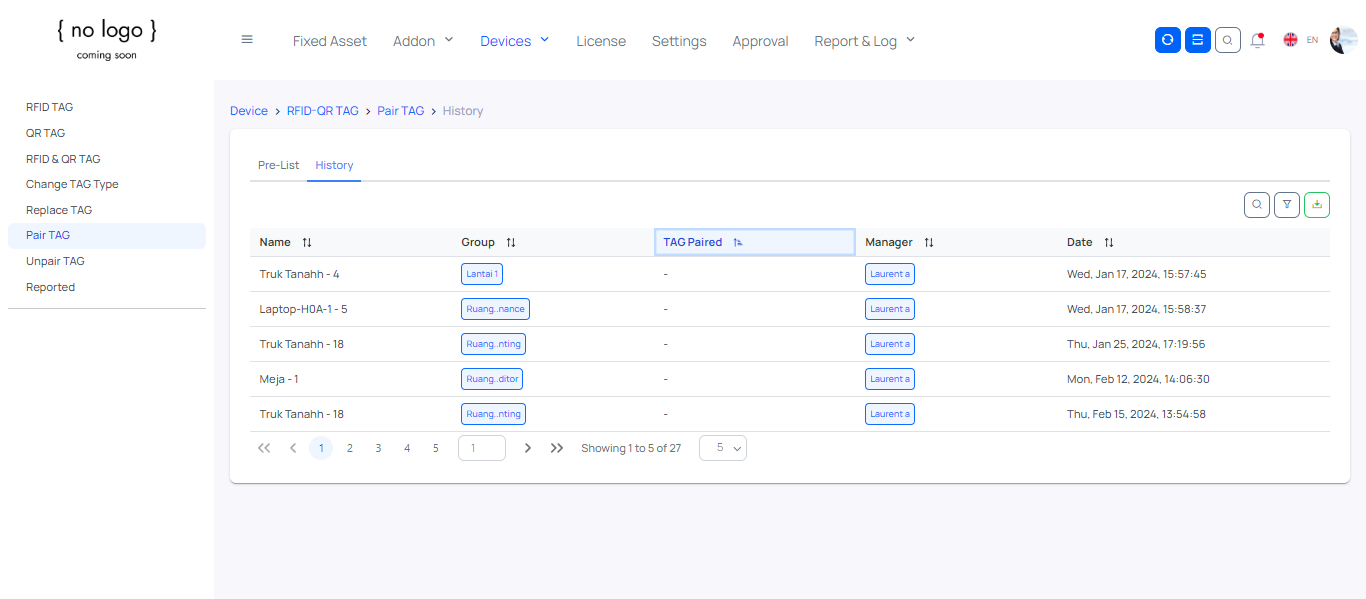 { no logo }
coming soon
Fixed Asset Addon Devices License Settings Approval Report & Log EN
RFID TAG
QR TAG
RFID & QR TAG
Change TAG Type
Replace TAG
Pair TAG
Unpair TAG
Reported
Device > RFID-QR TAG > Pair TAG > History
Pre-List History
Name Group TAG Paired Manager Date
Truk Tanahh - 4 Lantai 1 - Laurent a Wed, Jan 17, 2024, 15:57:45
Laptop-H0A-1 - 5 Ruang..nance - Laurent a Wed, Jan 17, 2024, 15:58:37
Truk Tanahh - 18 Ruang..nting - Laurent a Thu, Jan 25, 2024, 17:19:56
Meja - 1 Ruang..ditor - Laurent a Mon, Feb 12, 2024, 14:06:30
Truk Tanahh - 18 Ruang..nting - Laurent a Thu, Feb 15, 2024, 13:54:58
1 2 3 4 5 1 Showing 1 to 5 of 27 5